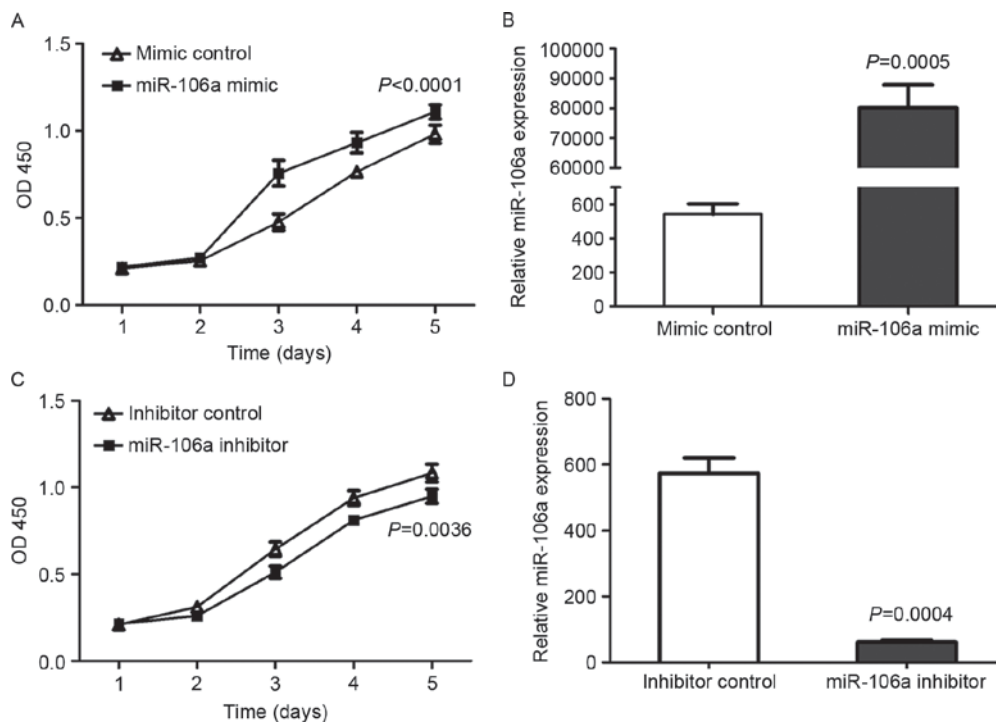 A
1.5
Mimic control
miR-106a mimic
P<0.0001
1.0
0.5
0.0
OD 450
1 2 3 4 5
Time (days)
B
100000
90000
80000
70000
60000
600
400
200
0
Relative miR-106a expression
P=0.0005
Mimic control miR-106a mimic
C
1.5
Inhibitor control
miR-106a inhibitor
1.0
P=0.0036
0.5
0.0
OD 450
1 2 3 4 5
Time (days)
D
800
600
400
200
0
Relative miR-106a expression
P=0.0004
Inhibitor control miR-106a inhibitor